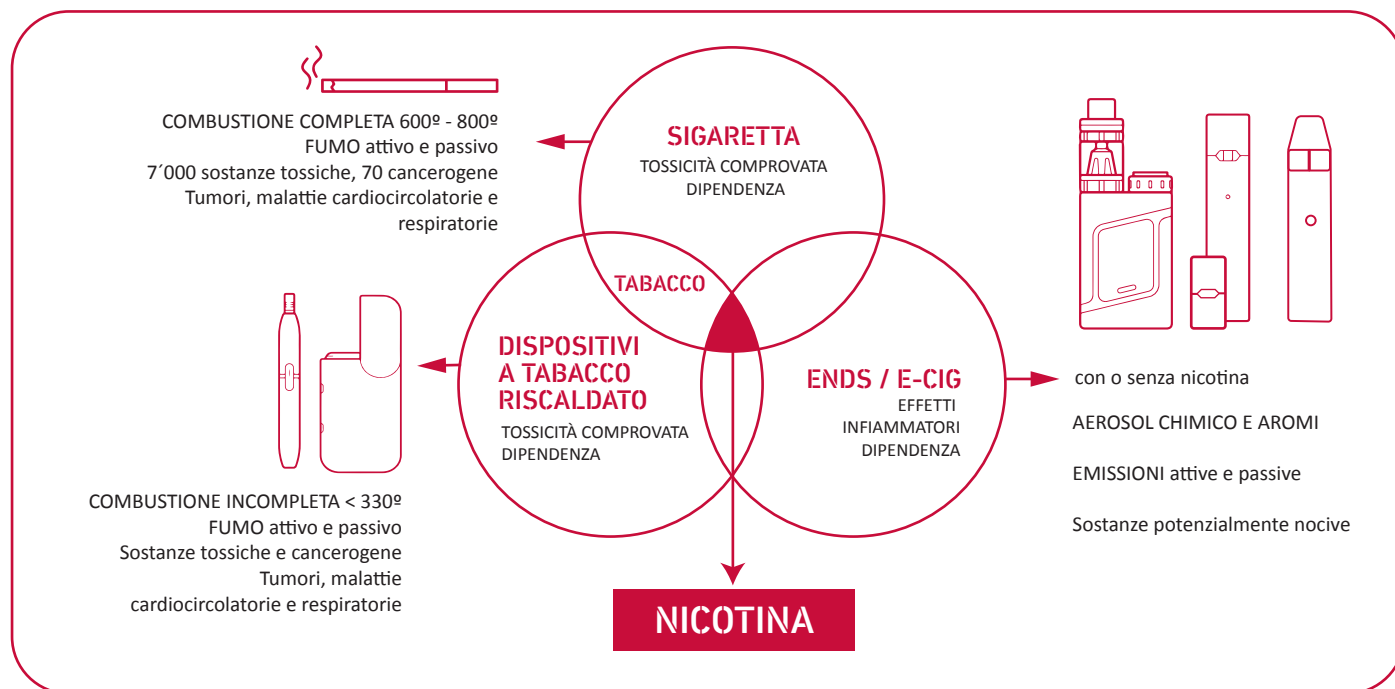 COMBUSTIONE COMPLETA 600º - 800º
FUMO attivo e passivo
7´000 sostanze tossiche, 70 cancerogene
Tumori, malattie cardiocircolatorie e
respiratorie
SIGARETTA
TOSSICITÀ COMPROVATA
DIPENDENZA
TABACCO
DISPOSITIVI
A TABACCO
RISCALDATO
TOSSICITÀ COMPROVATA
DIPENDENZA
ENDS / E-CIG
EFFETTI
INFIAMMATORI
DIPENDENZA
con o senza nicotina
AEROSOL CHIMICO E AROMI
EMISSIONI attive e passive
Sostanze potenzialmente nocive
COMBUSTIONE INCOMPLETA < 330º
FUMO attivo e passivo
Sostanze tossiche e cancerogene
Tumori, malattie
cardiocircolatorie e respiratorie
NICOTINA